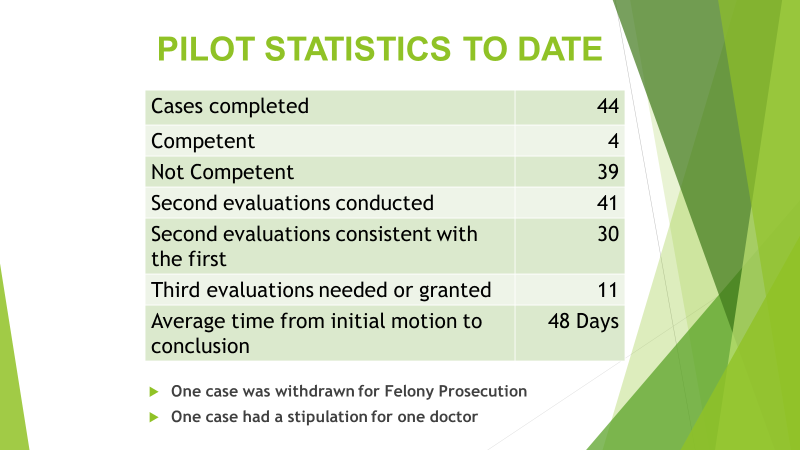 PILOT STATISTICS TO DATE
Cases completed 44
Competent 4
Not Competent 39
Second evaluations conducted 41
Second evaluations consistent with 30
the first
Third evaluations needed or granted 11
Average time from initial motion to 48 Days
conclusion
One case was withdrawn for Felony Prosecution
One case had a stipulation for one doctor